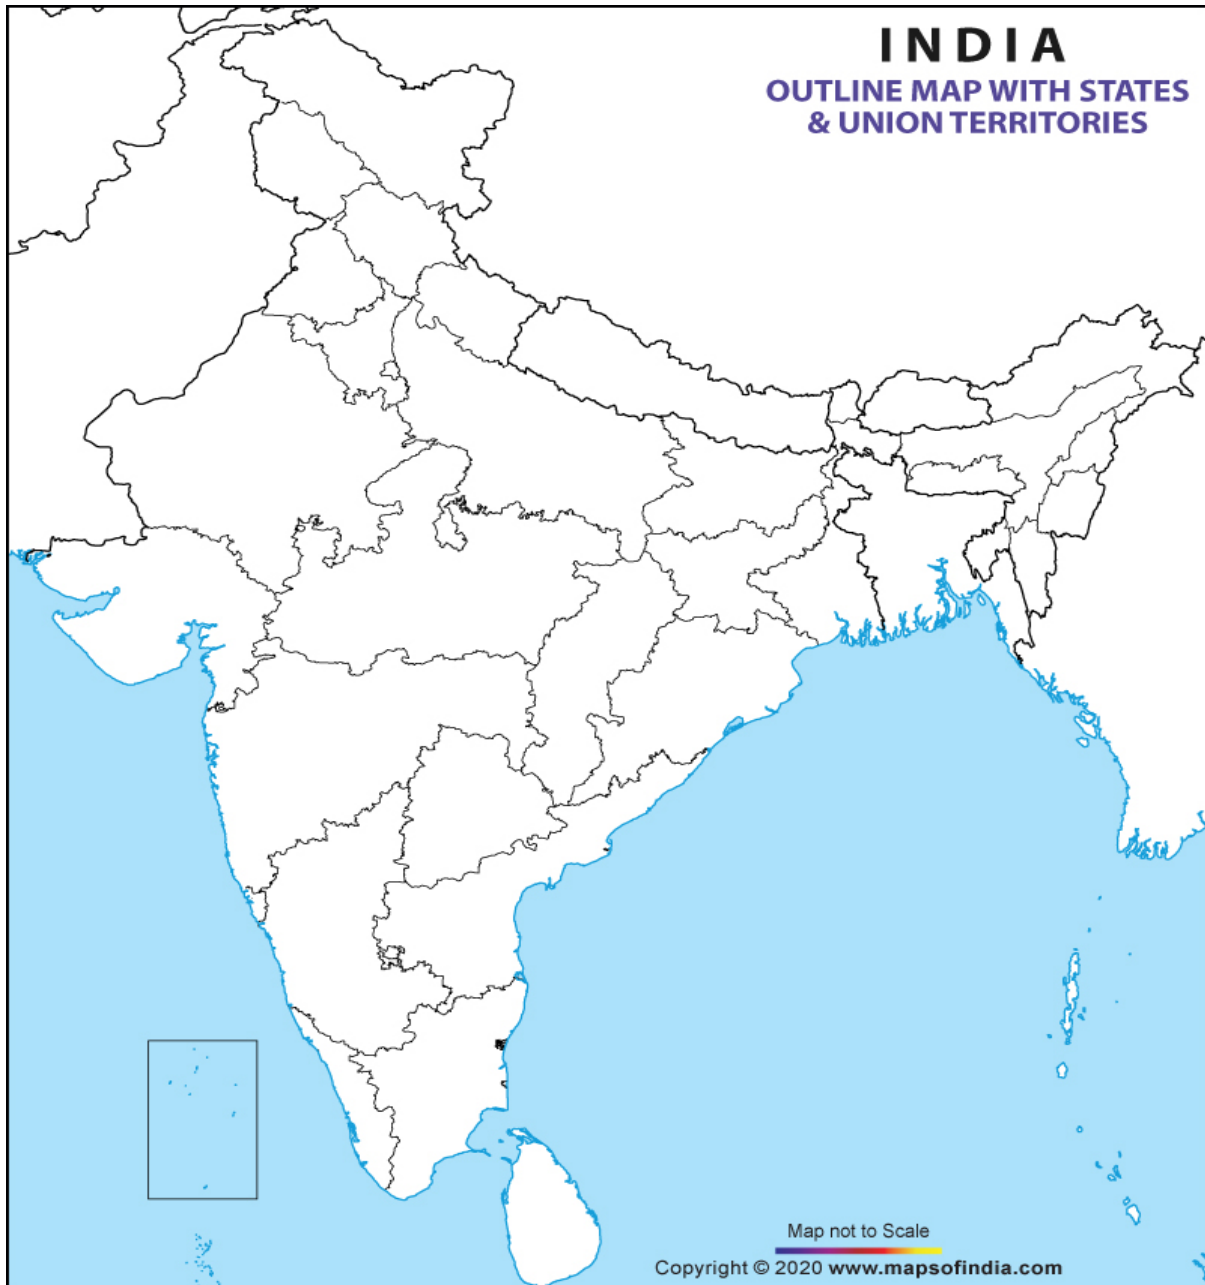 INDIA
OUTLINE MAP WITH STATES
& UNION TERRITORIES
Map not to Scale
Copyright © 2020 www.mapsofindia.com